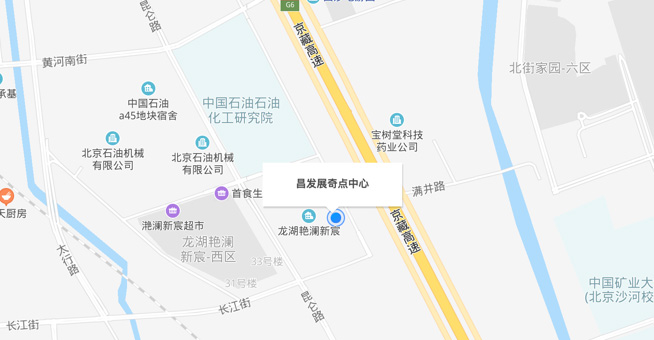 G6
昆仑路
京藏高速
黄河南街
北街家园-六区
承基
中国石油
a45地块宿舍
中国石油石油
化工研究院
宝树堂科技
药业公司
北京石油机械
有限公司
北京石油机械
有限公司
昌发展奇点中心
满井路
首食生
天厨房
滟澜新宸超市
龙湖艳澜新宸
京藏高速
龙湖滟澜
新宸-西区
太行路
33号楼
31号楼
中国矿业大
(北京沙河校
长江街
昆仑路
长江街